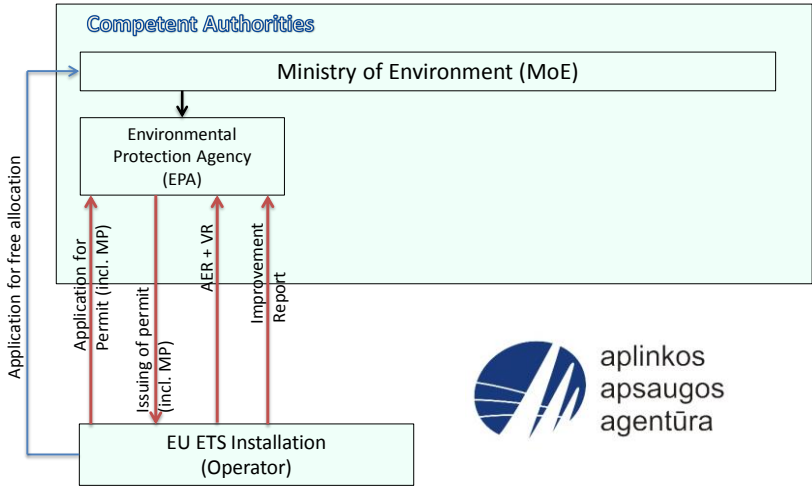 Competent Authorities
Ministry of Environment (MoE)
Environmental
Protection Agency
(EPA)
Application for free allocation
Application for
Permit (incl. MP)
Issuing of permit
(incl. MP)
AER + VR
Improvement
Report
EU ETS Installation
(Operator)
aplinkos
apsaugos
agentūra